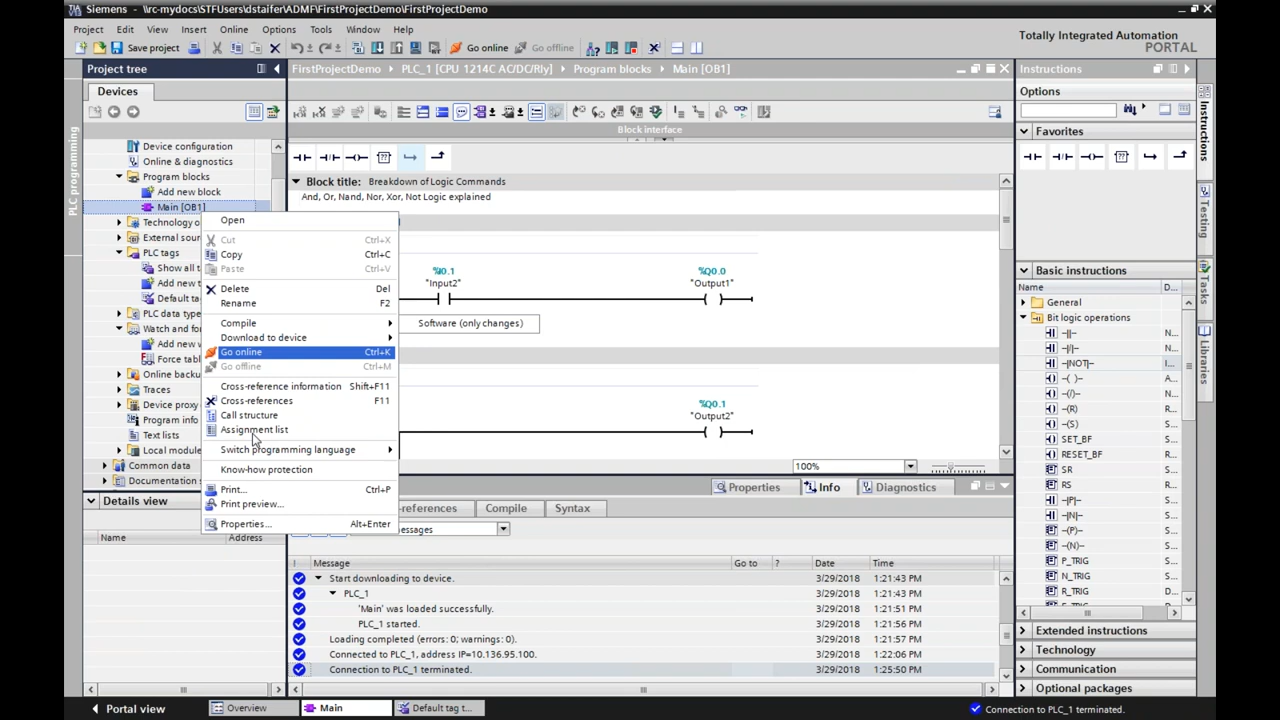 Siemens - \\rc-mydocs\STFUsers\dstaifer\ADMF\FirstProjectDemo\FirstProjectDemo
Project Edit View Insert Online Options Tools Window Help
Totally Integrated Automation
PORTAL
Save project Go online Go offline
Project tree
FirstProjectDemo PLC_1 [CPU 1214C AC/DC/Rly] Program blocks Main [OB1]
Instructions
Devices
Options
PLC programming
Block interface
Device configuration
Online & diagnostics
Program blocks
Add new block
Main [OB1]
Technology o
External sour
PLC tags
Show all t
Add new t
Default ta
PLC data type
Watch and fo
Add new w
Force tabl
Online backu
Traces
Device proxy
Program info
Text lists
Local module
Common data
Documentation s
Details view
Name Address
Open
Cut Ctrl+X
Copy Ctrl+C
Paste Ctrl+V
Delete Del
Rename F2
Compile
Download to device
Go online Ctrl+K
Go offline Ctrl+M
Cross-reference information Shift+F11
Cross-references F11
Call structure
Assignment list
Switch programming language
Know-how protection
Print... Ctrl+P
Print preview...
Properties... Alt+Enter
Block title: Breakdown of Logic Commands
And, Or, Nand, Nor, Xor, Not Logic explained
%I0.1 %Q0.0
"Input2" "Output1"
Software (only changes)
%Q0.1
"Output2"
100%
Properties Info Diagnostics
-references Compile Syntax
nessages
! Message Go to ? Date Time
Start downloading to device. 3/29/2018 1:21:43 PM
PLC_1 3/29/2018 1:21:43 PM
'Main' was loaded successfully. 3/29/2018 1:21:51 PM
PLC_1 started. 3/29/2018 1:21:56 PM
Loading completed (errors: 0; warnings: 0). 3/29/2018 1:21:57 PM
Connected to PLC_1, address IP=10.136.95.100. 3/29/2018 1:22:06 PM
Connection to PLC_1 terminated. 3/29/2018 1:25:50 PM
Favorites
Basic instructions
Name D...
General
Bit logic operations
-||- N...
-|/|- N...
-|NOT|- I...
-( )- A...
-(/)- N...
-(R) R...
-(S) S...
SET_BF S...
RESET_BF R...
SR S...
RS R...
-|P|- S...
-|N|- S...
-(P)- S...
-(N)- S...
P_TRIG S...
N_TRIG S...
R_TRIG D...
Extended instructions
Technology
Communication
Optional packages
Instructions
Testing
Tasks
Libraries
Portal view Overview Main Default tag t...
Connection to PLC_1 terminated.